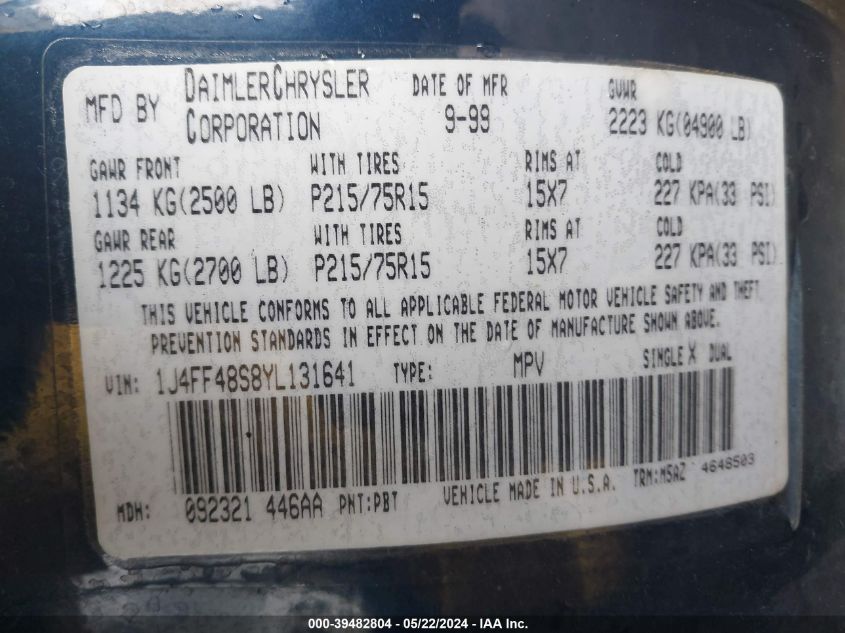 MFD BY DAIMLERCHRYSLER CORPORATION DATE OF MFR 9-99 GVWR 2223 KG(04900 LB)
GAWR FRONT WITH TIRES RIMS AT COLD
1134 KG(2500 LB) P215/75R15 15X7 227 KPA(33 PSI)
GAWR REAR WITH TIRES RIMS AT COLD
1225 KG(2700 LB) P215/75R15 15X7 227 KPA(33 PSI)
THIS VEHICLE CONFORMS TO ALL APPLICABLE FEDERAL MOTOR VEHICLE SAFETY AND THEFT
PREVENTION STANDARDS IN EFFECT ON THE DATE OF MANUFACTURE SHOWN ABOVE.
VIN: 1J4FF48S8YL131641 TYPE: MPV SINGLE X DUAL
MDH: 092321 446AA PNT:PBT VEHICLE MADE IN U.S.A. TRM:M5AZ 4648503
000-39482804 - 05/22/2024 - IAA Inc.